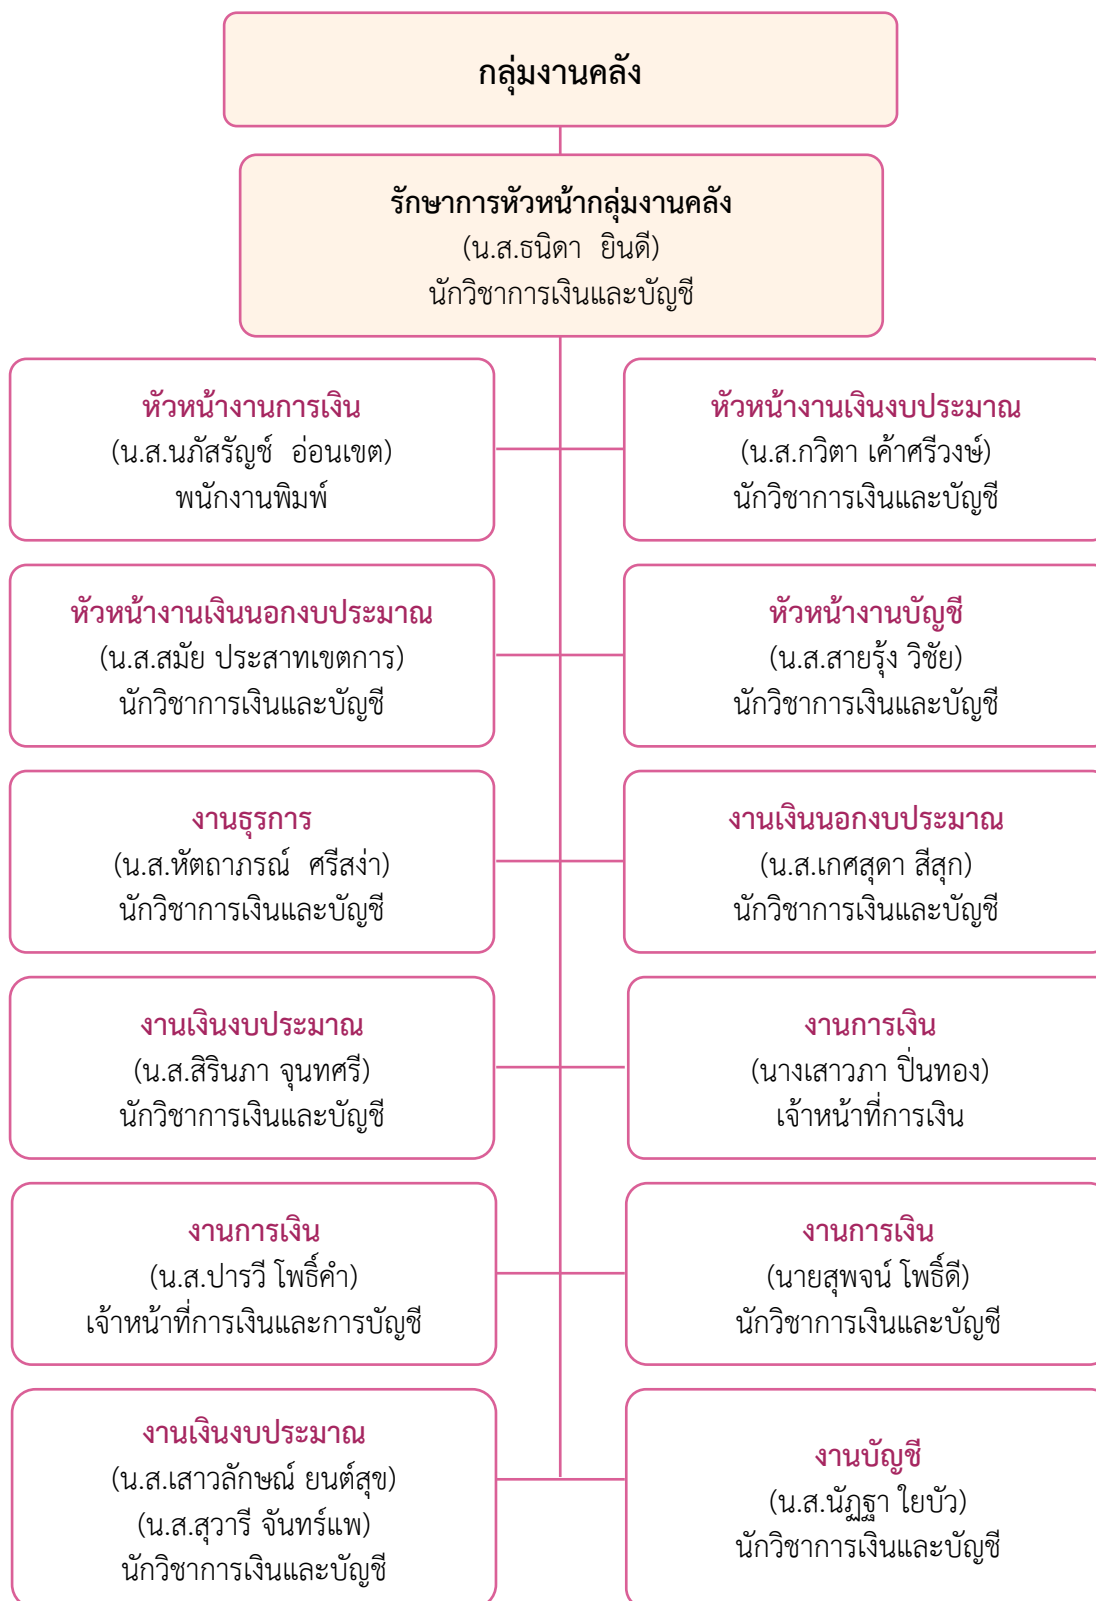 กลุ่มงานคลัง
รักษาการหัวหน้ากลุ่มงานคลัง
(น.ส.ธนิดา  ยินดี)
นักวิชาการเงินและบัญชี
หัวหน้างานการเงิน
(น.ส.นภัสรัญช์  อ่อนเขต)
พนักงานพิมพ์
หัวหน้างานเงินงบประมาณ
(น.ส.กวิตา เค้าศรีวงษ์)
นักวิชาการเงินและบัญชี
หัวหน้างานเงินนอกงบประมาณ
(น.ส.สมัย ประสาทเขตการ)
นักวิชาการเงินและบัญชี
หัวหน้างานบัญชี
(น.ส.สายรุ้ง วิชัย)
นักวิชาการเงินและบัญชี
งานธุรการ
(น.ส.หัตถาภรณ์  ศรีสง่า)
นักวิชาการเงินและบัญชี
งานเงินนอกงบประมาณ
(น.ส.เกศสุดา สีสุก)
นักวิชาการเงินและบัญชี
งานเงินงบประมาณ
(น.ส.สิรินภา จุนทศรี)
นักวิชาการเงินและบัญชี
งานการเงิน
(นางเสาวภา ปิ่นทอง)
เจ้าหน้าที่การเงิน
งานการเงิน
(น.ส.ปารวี โพธิ์คำ)
เจ้าหน้าที่การเงินและการบัญชี
งานการเงิน
(นายสุพจน์ โพธิ์ดี)
นักวิชาการเงินและบัญชี
งานเงินงบประมาณ
(น.ส.เสาวลักษณ์ ยนต์สุข)
(น.ส.สุวารี จันทร์แพ)
นักวิชาการเงินและบัญชี
งานบัญชี
(น.ส.นัฏฐา ใยบัว)
นักวิชาการเงินและบัญชี